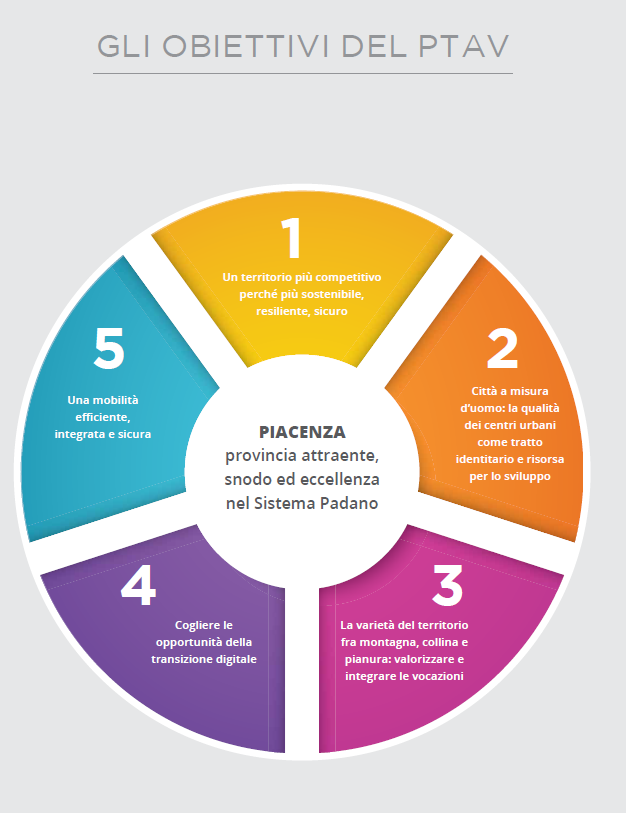 GLI OBIETTIVI DEL PTAV
1
Un territorio più competitivo
perché più sostenibile,
resiliente, sicuro
2
Città a misura
d'uomo: la qualità
dei centri urbani
come tratto
identitario e risorsa
per lo sviluppo
3
La varietà del territorio
fra montagna, collina e
pianura: valorizzare e
integrare le vocazioni
4
Cogliere le
opportunità della
transizione digitale
5
Una mobilità
efficiente,
integrata e sicura
PIACENZA
provincia attraente,
snodo ed eccellenza
nel Sistema Padano